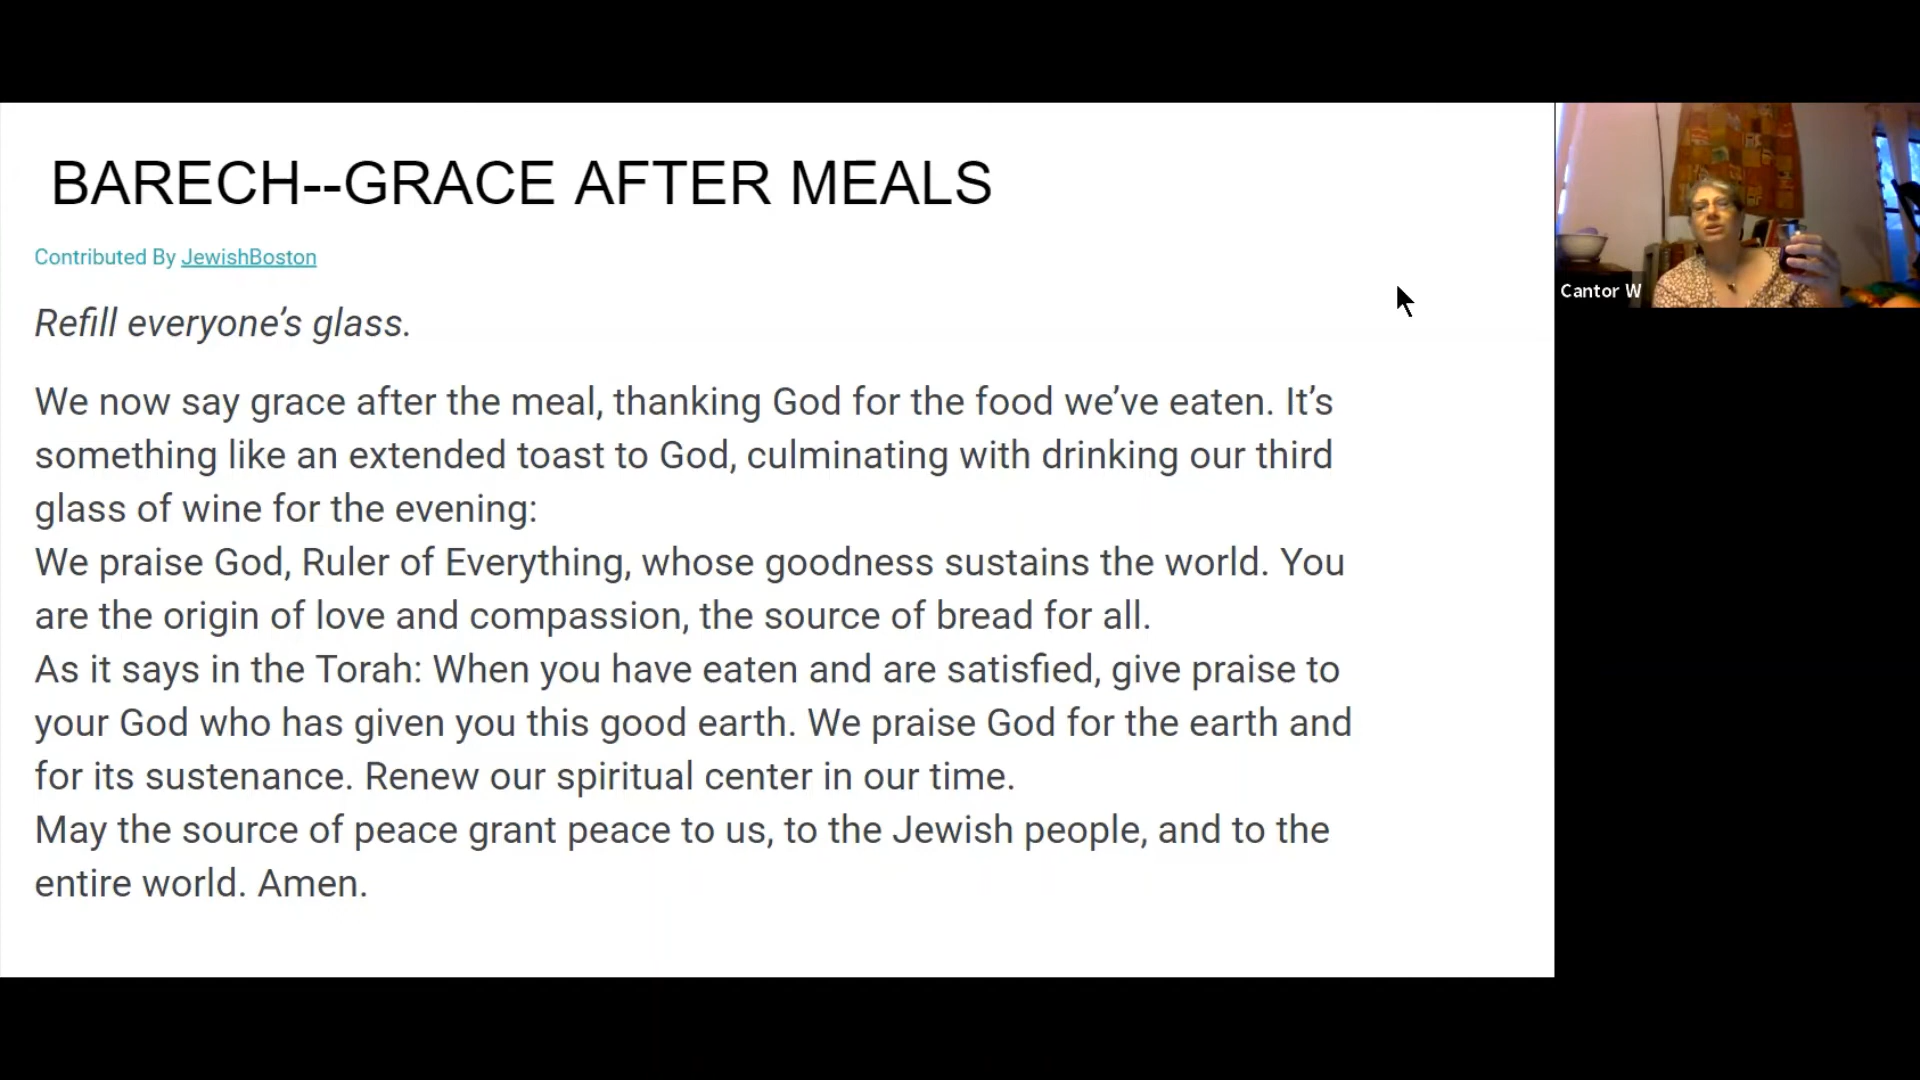 BARECH--GRACE AFTER MEALS
Contributed By JewishBoston
Refill everyone’s glass.
We now say grace after the meal, thanking God for the food we’ve eaten. It’s
something like an extended toast to God, culminating with drinking our third
glass of wine for the evening:
We praise God, Ruler of Everything, whose goodness sustains the world. You
are the origin of love and compassion, the source of bread for all.
As it says in the Torah: When you have eaten and are satisfied, give praise to
your God who has given you this good earth. We praise God for the earth and
for its sustenance. Renew our spiritual center in our time.
May the source of peace grant peace to us, to the Jewish people, and to the
entire world. Amen.
Cantor W